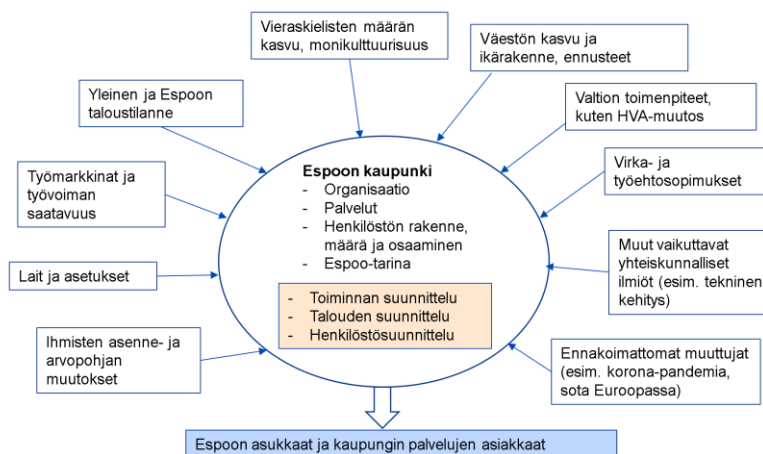 Vieraskielisten määrän
kasvu, monikulttuurisuus
Väestön kasvu ja
ikärakenne, ennusteet
Yleinen ja Espoon
taloustilanne
Valtion toimenpiteet,
kuten HVA-muutos
Työmarkkinat ja
työvoiman
saatavuus
Virka- ja
työehtosopimukset
Espoon kaupunki
- Organisaatio
- Palvelut
- Henkilöstön rakenne,
määrä ja osaaminen
- Espoo-tarina
Lait ja asetukset
Muut vaikuttavat
yhteiskunnalliset
ilmiöt (esim. tekninen
kehitys)
- Toiminnan suunnittelu
- Talouden suunnittelu
- Henkilöstösuunnittelu
Ihmisten asenne- ja
arvopohjan
muutokset
Ennakoimattomat muuttujat
(esim. korona-pandemia,
sota Euroopassa)
Espoon asukkaat ja kaupungin palvelujen asiakkaat